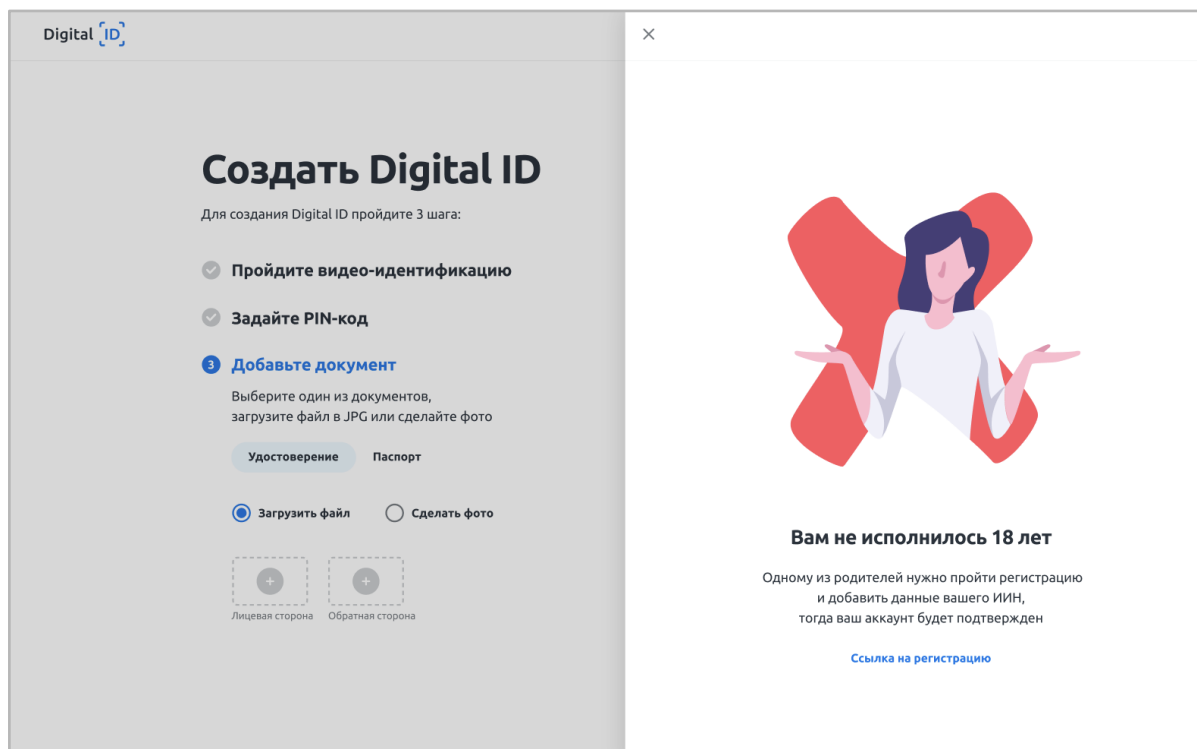 Digital ID
Создать Digital ID
Для создания Digital ID пройдите 3 шага:
Пройдите видео-идентификацию
Задайте PIN-код
3 Добавьте документ
Выберите один из документов,
загрузите файл в JPG или сделайте фото
Удостоверение Паспорт
Загрузить файл Сделать фото
Лицевая сторона Обратная сторона
Вам не исполнилось 18 лет
Одному из родителей нужно пройти регистрацию
и добавить данные вашего ИИН,
тогда ваш аккаунт будет подтвержден
Ссылка на регистрацию